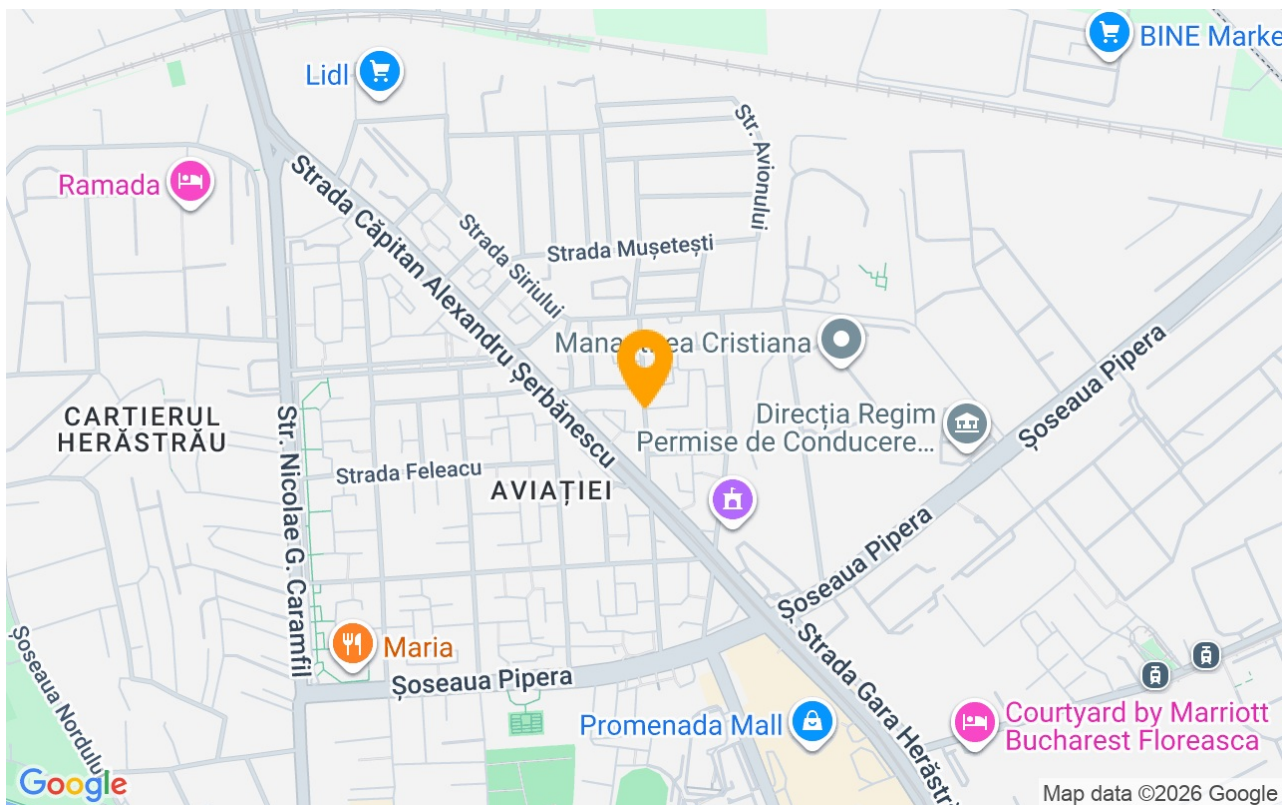 BINE Marke
Lidl
Str. Avionului
Ramada
Strada Căpitan Alexandru Șerbănescu
Strada Siriului
Strada Mușetești
Cristiana
Șoseaua Pipera
CARTIERUL
HERĂSTRĂU
Str. Nicolae G. Caramfil
Direcția Regim
Permise de Conducere...
Strada Feleacu
AVIAȚIEI
Șoseaua Pipera
Șoseaua Nordului
Maria
Șoseaua Pipera
Strada Gara Herăstr
Promenada Mall
Courtyard by Marriott
Bucharest Floreasca
Google
Map data ©2026 Google